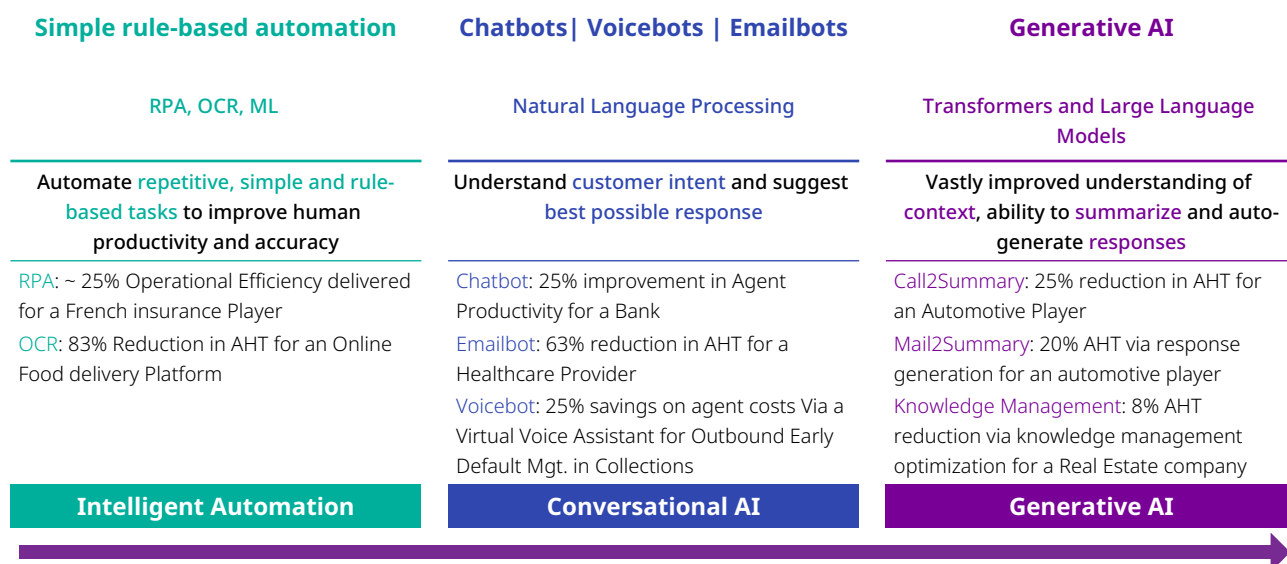 Simple rule-based automation
RPA, OCR, ML
Automate repetitive, simple and rule-
based tasks to improve human
productivity and accuracy
RPA: ~ 25% Operational Efficiency delivered
for a French insurance Player
OCR: 83% Reduction in AHT for an Online
Food delivery Platform
Intelligent Automation
Chatbots| Voicebots | Emailbots
Natural Language Processing
Understand customer intent and suggest
best possible response
Chatbot: 25% improvement in Agent
Productivity for a Bank
Emailbot: 63% reduction in AHT for a
Healthcare Provider
Voicebot: 25% savings on agent costs Via a
Virtual Voice Assistant for Outbound Early
Default Mgt. in Collections
Conversational AI
Generative AI
Transformers and Large Language
Models
Vastly improved understanding of
context, ability to summarize and auto-
generate responses
Call2Summary: 25% reduction in AHT for
an Automotive Player
Mail2Summary: 20% AHT via response
generation for an automotive player
Knowledge Management: 8% AHT
reduction via knowledge management
optimization for a Real Estate company
Generative AI